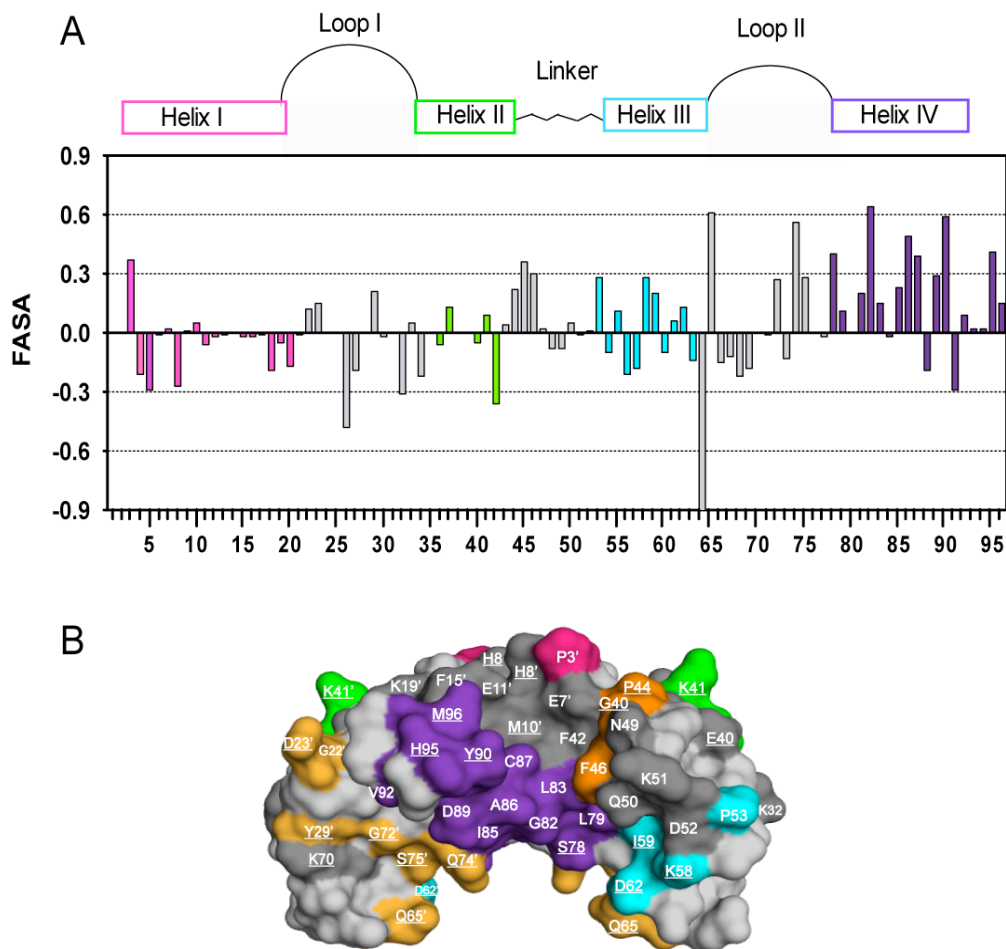 A
Loop I
Loop II
Linker
Helix I
Helix II
Helix III
Helix IV
0.9
0.6
0.3
0.0
-0.3
-0.6
-0.9
FASA
5 10 15 20 25 30 35 40 45 50 55 60 65 70 75 80 85 90 95
B
H8 H8' P3'
K41' K19' F15' E11' E7' P44 K41
M96 G40 N49 E40
D23' G22' H95 Y90 M10' F42
C87 F46 K51
V92 L83 Q50 P53 K32
D89 A86 G82 L79 D52
Y29' G72' I85 S78 I59
K70 S75' Q74' K58
D62' D62
Q65' Q65